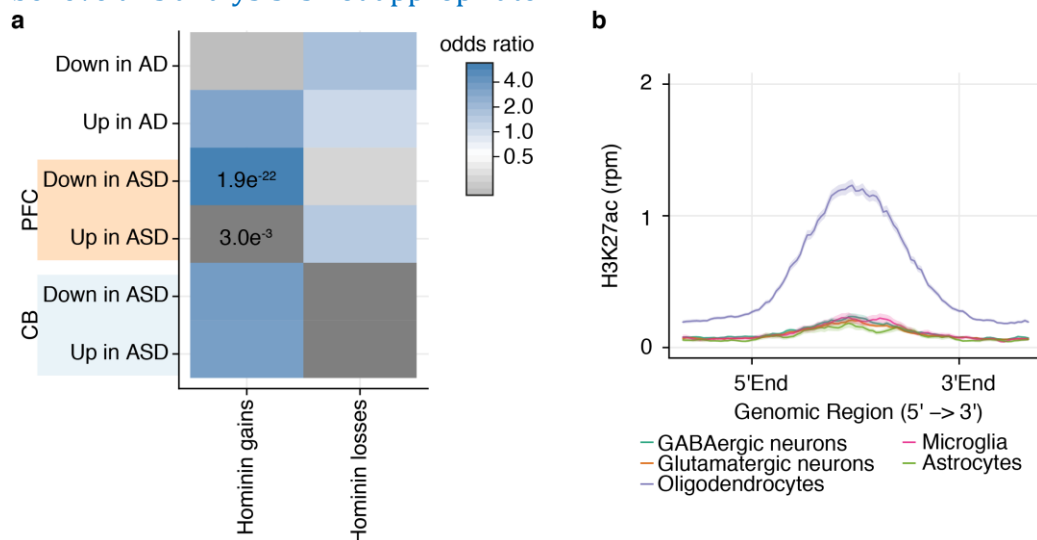 a
Down in AD
Up in AD
PFC
Down in ASD
Up in ASD
CB
Down in ASD
Up in ASD
1.9e-22
3.0e-3
Hominin gains
Hominin losses
odds ratio
4.0
2.0
1.0
0.5
b
H3K27ac (rpm)
2
1
0
5'End
3'End
Genomic Region (5' –> 3')
GABAergic neurons
Glutamatergic neurons
Oligodendrocytes
Microglia
Astrocytes